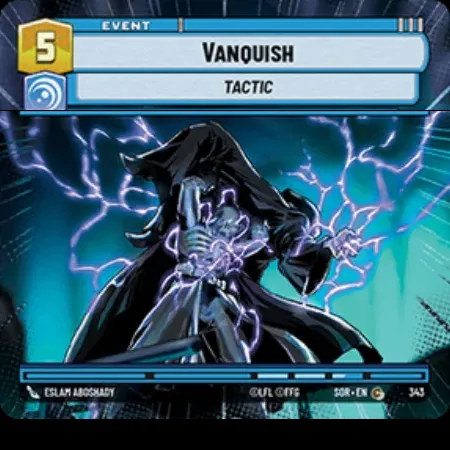 EVENT
5
VANQUISH
TACTIC
ESLAM ABOSHADY
©LFL ©FFG
SOR • EN
C
343